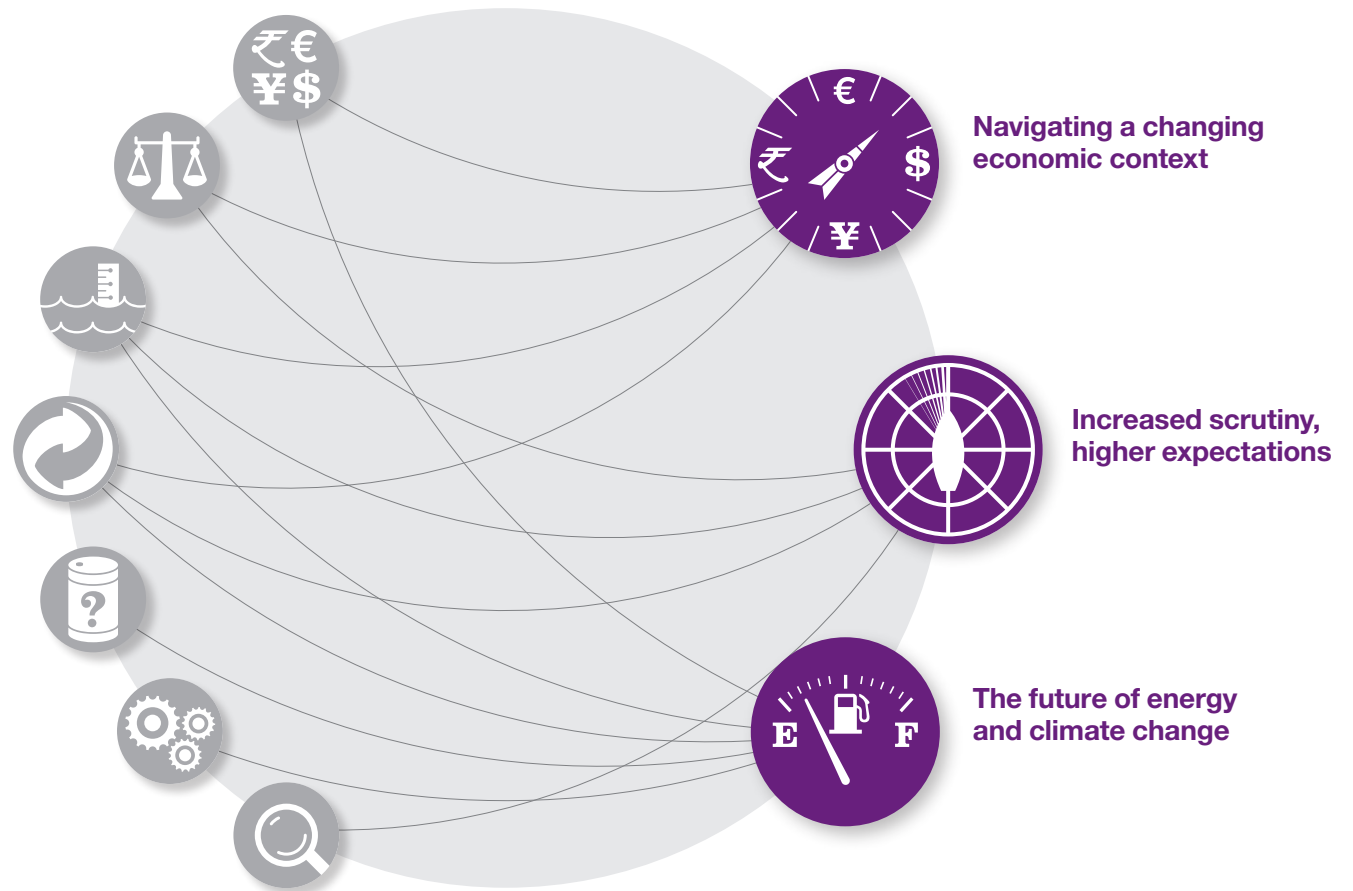 ₹ €
¥ $
€
₹ $
¥
Navigating a changing
economic context
Increased scrutiny,
higher expectations
?
E F
The future of energy
and climate change